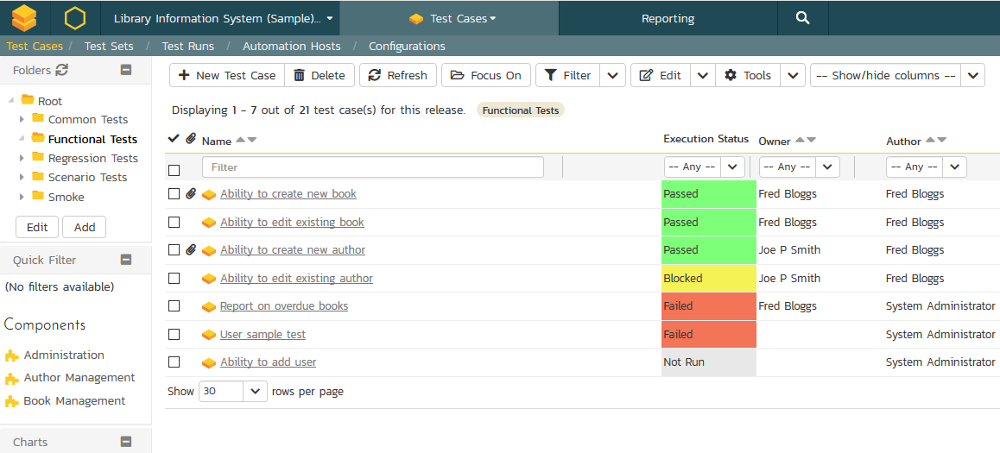 Library Information System (Sample)... Test Cases Reporting
Test Cases / Test Sets / Test Runs / Automation Hosts / Configurations
Folders
Root
Common Tests
Functional Tests
Regression Tests
Scenario Tests
Smoke
Edit Add
Quick Filter
(No filters available)
Components
Administration
Author Management
Book Management
Charts
New Test Case Delete Refresh Focus On Filter Edit Tools -- Show/hide columns --
Displaying 1 - 7 out of 21 test case(s) for this release. Functional Tests
Name Execution Status Owner Author
Filter -- Any -- -- Any -- -- Any --
Ability to create new book Passed Fred Bloggs Fred Bloggs
Ability to edit existing book Passed Fred Bloggs Fred Bloggs
Ability to create new author Passed Joe P Smith Fred Bloggs
Ability to edit existing author Blocked Joe P Smith Fred Bloggs
Report on overdue books Failed Fred Bloggs System Administrator
User sample test Failed System Administrator
Ability to add user Not Run System Administrator
Show 30 rows per page